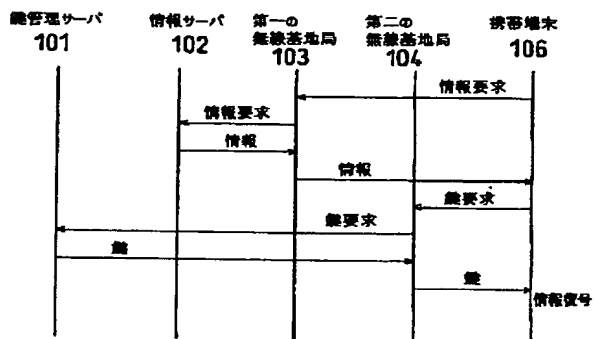 鍵管理サーバ
101
情報サーバ
102
第一の
無線基地局
103
第二の
無線基地局
104
携帯端末
106
情報要求
情報要求
情報
情報
鍵要求
鍵要求
鍵
鍵
情報復号